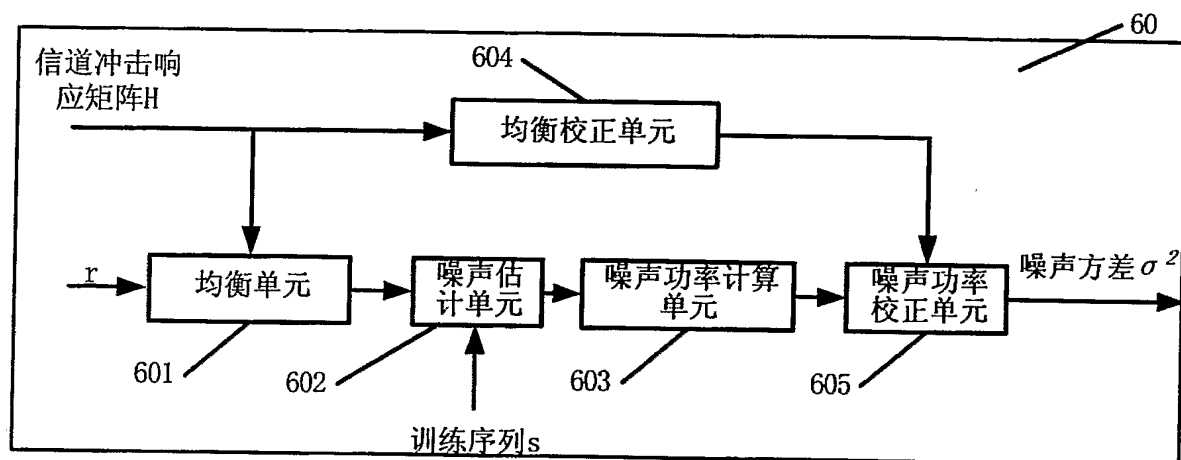 60
信道冲击响
应矩阵H
604
均衡校正单元
r
均衡单元
噪声估
计单元
噪声功率计算
单元
噪声功率
校正单元
噪声方差σ²
601
602
603
605
训练序列s